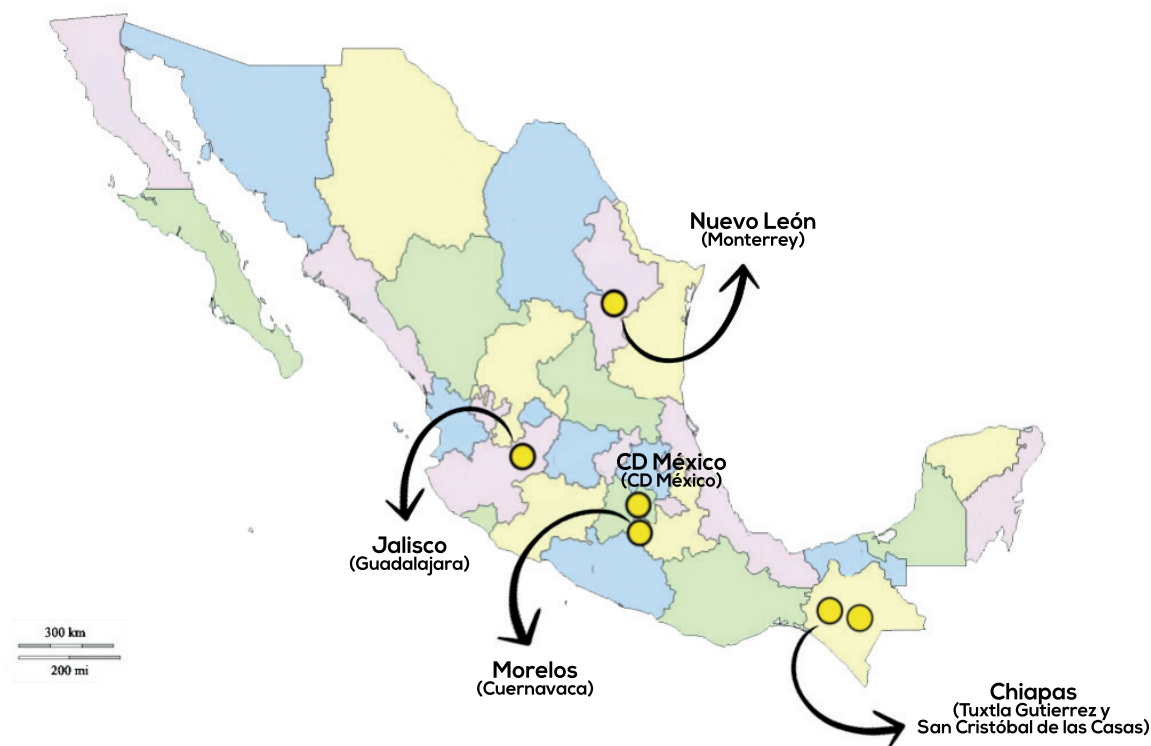 Nuevo León
(Monterrey)
CD México
(CD México)
Jalisco
(Guadalajara)
Morelos
(Cuernavaca)
Chiapas
(Tuxtla Gutierrez y
San Cristóbal de las Casas)
300 km
200 mi